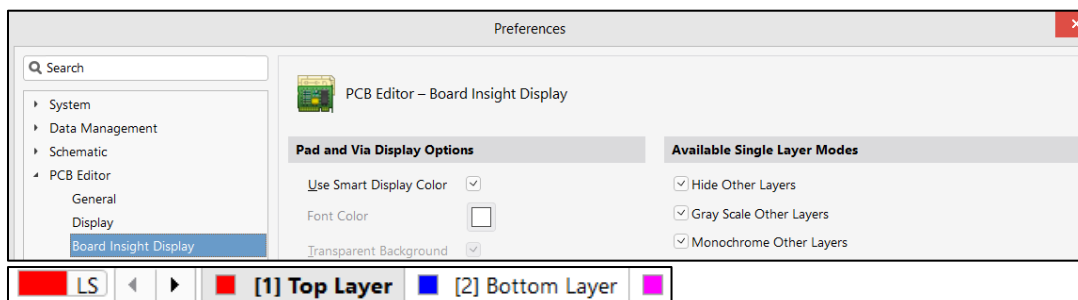 Preferences
Search
System
Data Management
Schematic
PCB Editor
General
Display
Board Insight Display
PCB Editor – Board Insight Display
Pad and Via Display Options
Use Smart Display Color
Font Color
Transparent Background
Available Single Layer Modes
Hide Other Layers
Gray Scale Other Layers
Monochrome Other Layers
LS [1] Top Layer [2] Bottom Layer